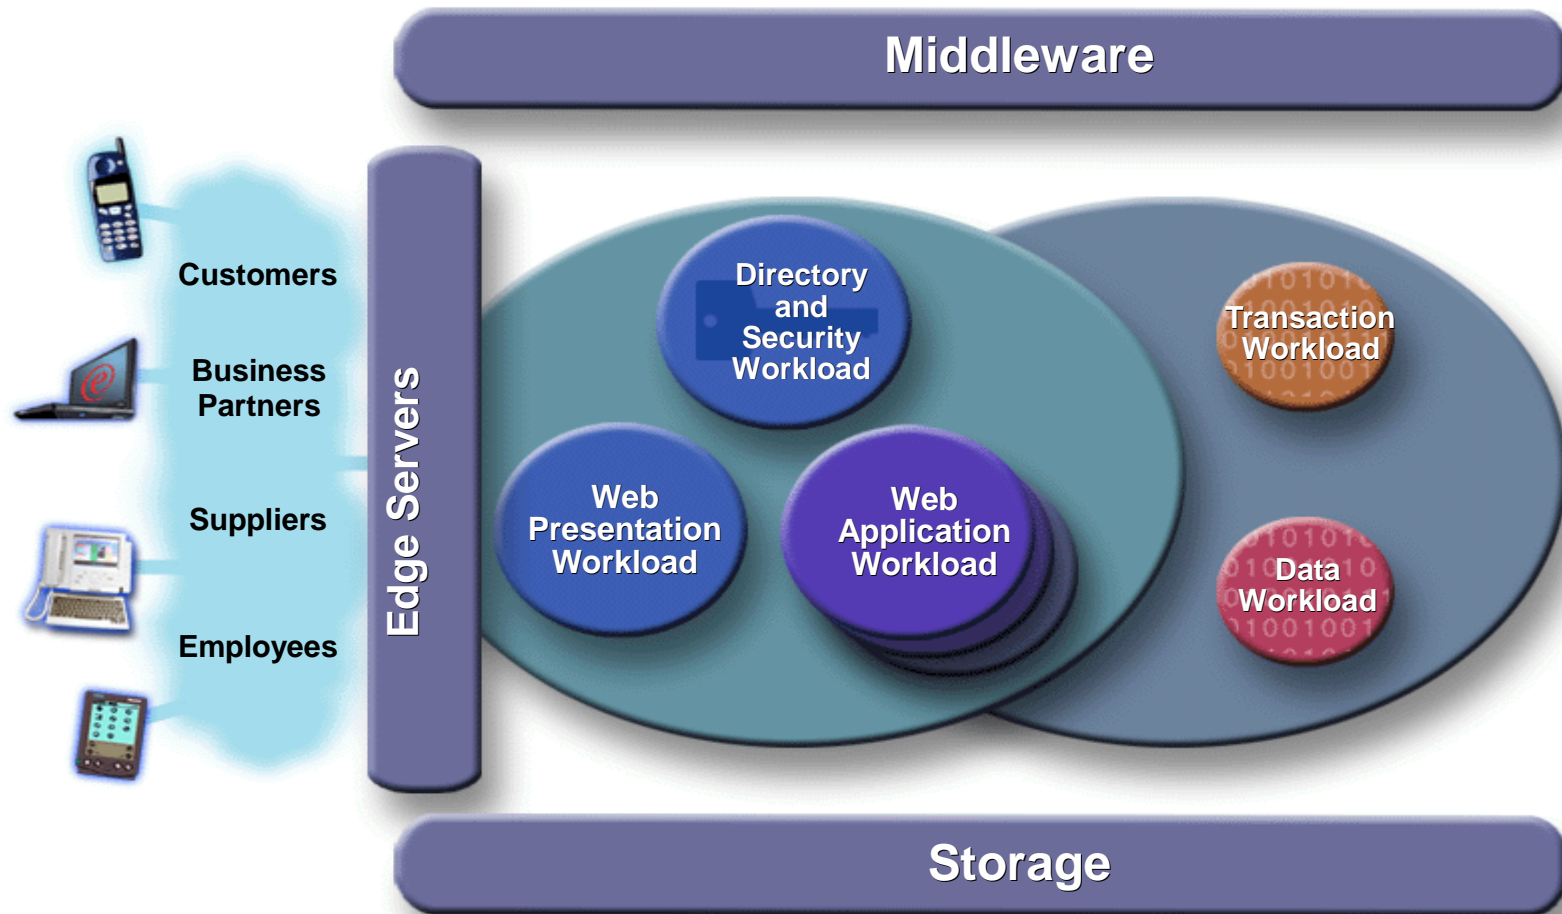 Middleware
Customers
Business
Partners
Suppliers
Employees
Edge Servers
Directory
and
Security
Workload
Web
Presentation
Workload
Web
Application
Workload
Transaction
Workload
Data
Workload
Storage